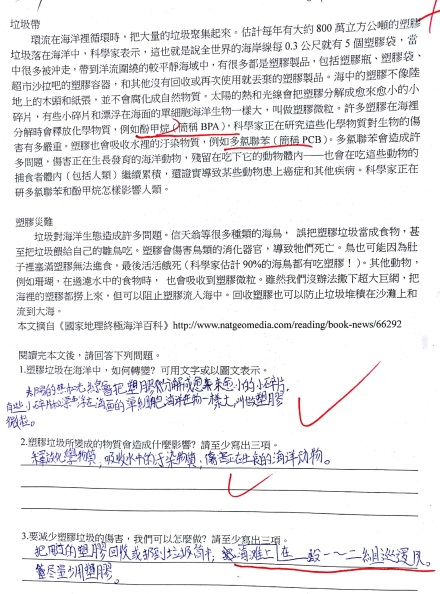 垃圾帶
環流在海洋裡循環時，把大量的垃圾聚集起來。估計每年有大約 800 萬立方公噸的塑膠
垃圾落在海洋中，科學家表示，這也就是說全世界的海岸線每 0.3 公尺就有 5 個塑膠袋，當
中很多被沖走，帶到洋流圍繞的較平靜海域中，有很多都是塑膠製品，包括塑膠瓶、塑膠袋、
超市沙拉吧的塑膠容器，和其他沒有回收或再次使用就丟棄的塑膠製品。海中的塑膠不像陸
地上的木頭和紙張，並不會腐化成自然物質。太陽的熱和光線會把塑膠分解成愈來愈小的小
碎片，有些小碎片和漂浮在海面的單細胞海洋生物一樣大，叫做塑膠微粒。許多塑膠在海裡
分解時會釋放化學物質，例如酚甲烷（簡稱 BPA），科學家正在研究這些化學物質對生物的傷
害有多嚴重。塑膠也會吸收水裡的汙染物質，例如多氯聯苯（簡稱 PCB）。多氯聯苯會造成許
多問題，傷害正在生長發育的海洋動物，殘留在吃下它的動物體內——也會在吃這些動物的
捕食者體內（包括人類）繼續累積，還證實導致某些動物患上癌症和其他疾病。科學家正在研
多氯聯苯和酚甲烷怎樣影響人類。
塑膠災難
垃圾對海洋生態造成許多問題。信天翁等很多種類的海鳥， 誤把塑膠垃圾當成食物，甚
至把垃圾餵給自己的雛鳥吃。塑膠會傷害鳥類的消化器官，導致牠們死亡。鳥也可能因為肚
子裡塞滿塑膠無法進食，最後活活餓死（科學家估計 90%的海鳥都有吃塑膠！）。其他動物，
例如珊瑚，在過濾水中的食物時， 也會吸收到塑膠微粒。雖然我們沒辦法撒下超大巨網，把
海裡的塑膠都撈上來，但可以阻止塑膠流入海中。回收塑膠也可以防止垃圾堆積在沙灘上和
流到大海。
本文摘自《國家地理終極海洋百科》http://www.natgeomedia.com/reading/book-news/66292
閱讀完本文後，請回答下列問題。
1.塑膠垃圾在海洋中，如何轉變？可用文字或以圖文表示。
太陽的熱和光線會把塑膠分解成愈來愈小的小碎片，
有些小碎片和漂浮在海面的單細胞海洋生物一樣大，叫做塑膠
微粒。
2.塑膠垃圾所變成的物質會造成什麼影響？請至少寫出三項。
釋放化學物質，吸收水中的汙染物質，傷害正在生長的海洋動物。
3.要減少塑膠垃圾的傷害，我們可以怎麼做？請至少寫出三項。
把用的塑膠回收或拿到垃圾筒中，海灘上在設一～二組巡邏員。
儘量少用塑膠。